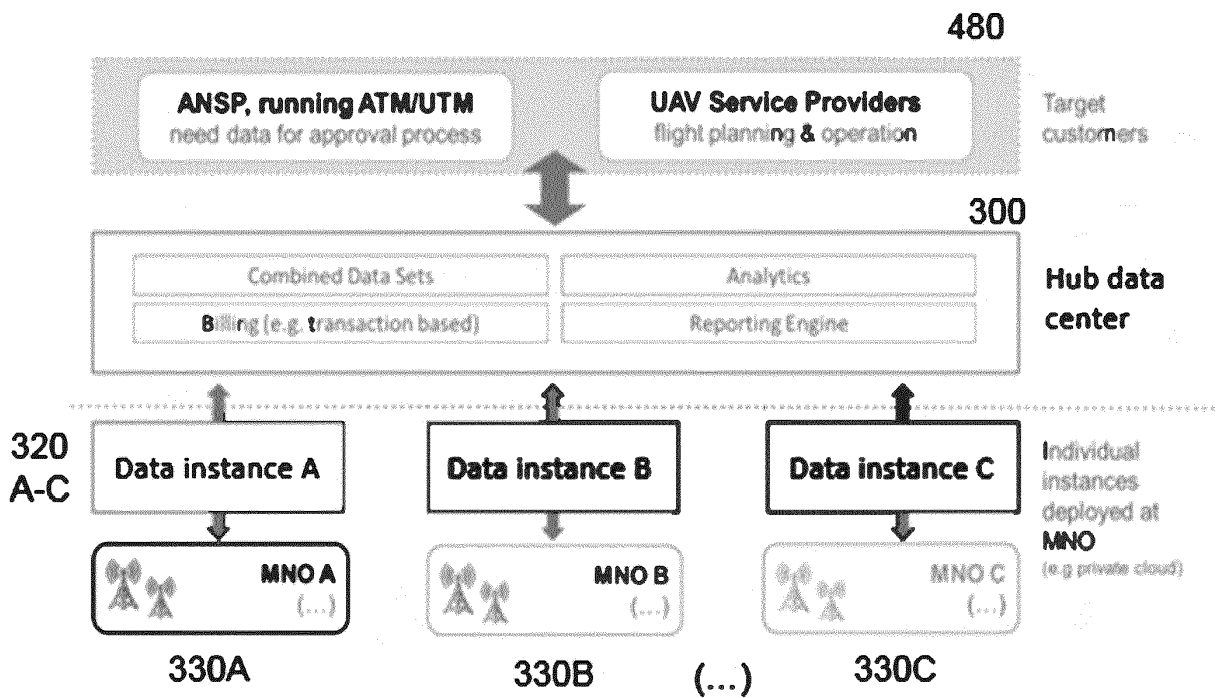 480
ANSP, running ATM/UTM
need data for approval process
UAV Service Providers
flight planning & operation
Target
customers
300
Combined Data Sets
Analytics
Billing (e.g. transaction based)
Reporting Engine
Hub data
center
320
A-C
Data instance A
Data instance B
Data instance C
Individual
instances
deployed at
MNO
(e.g private cloud)
MNO A
(...)
MNO B
(...)
MNO C
(...)
330A
330B
(...)
330C